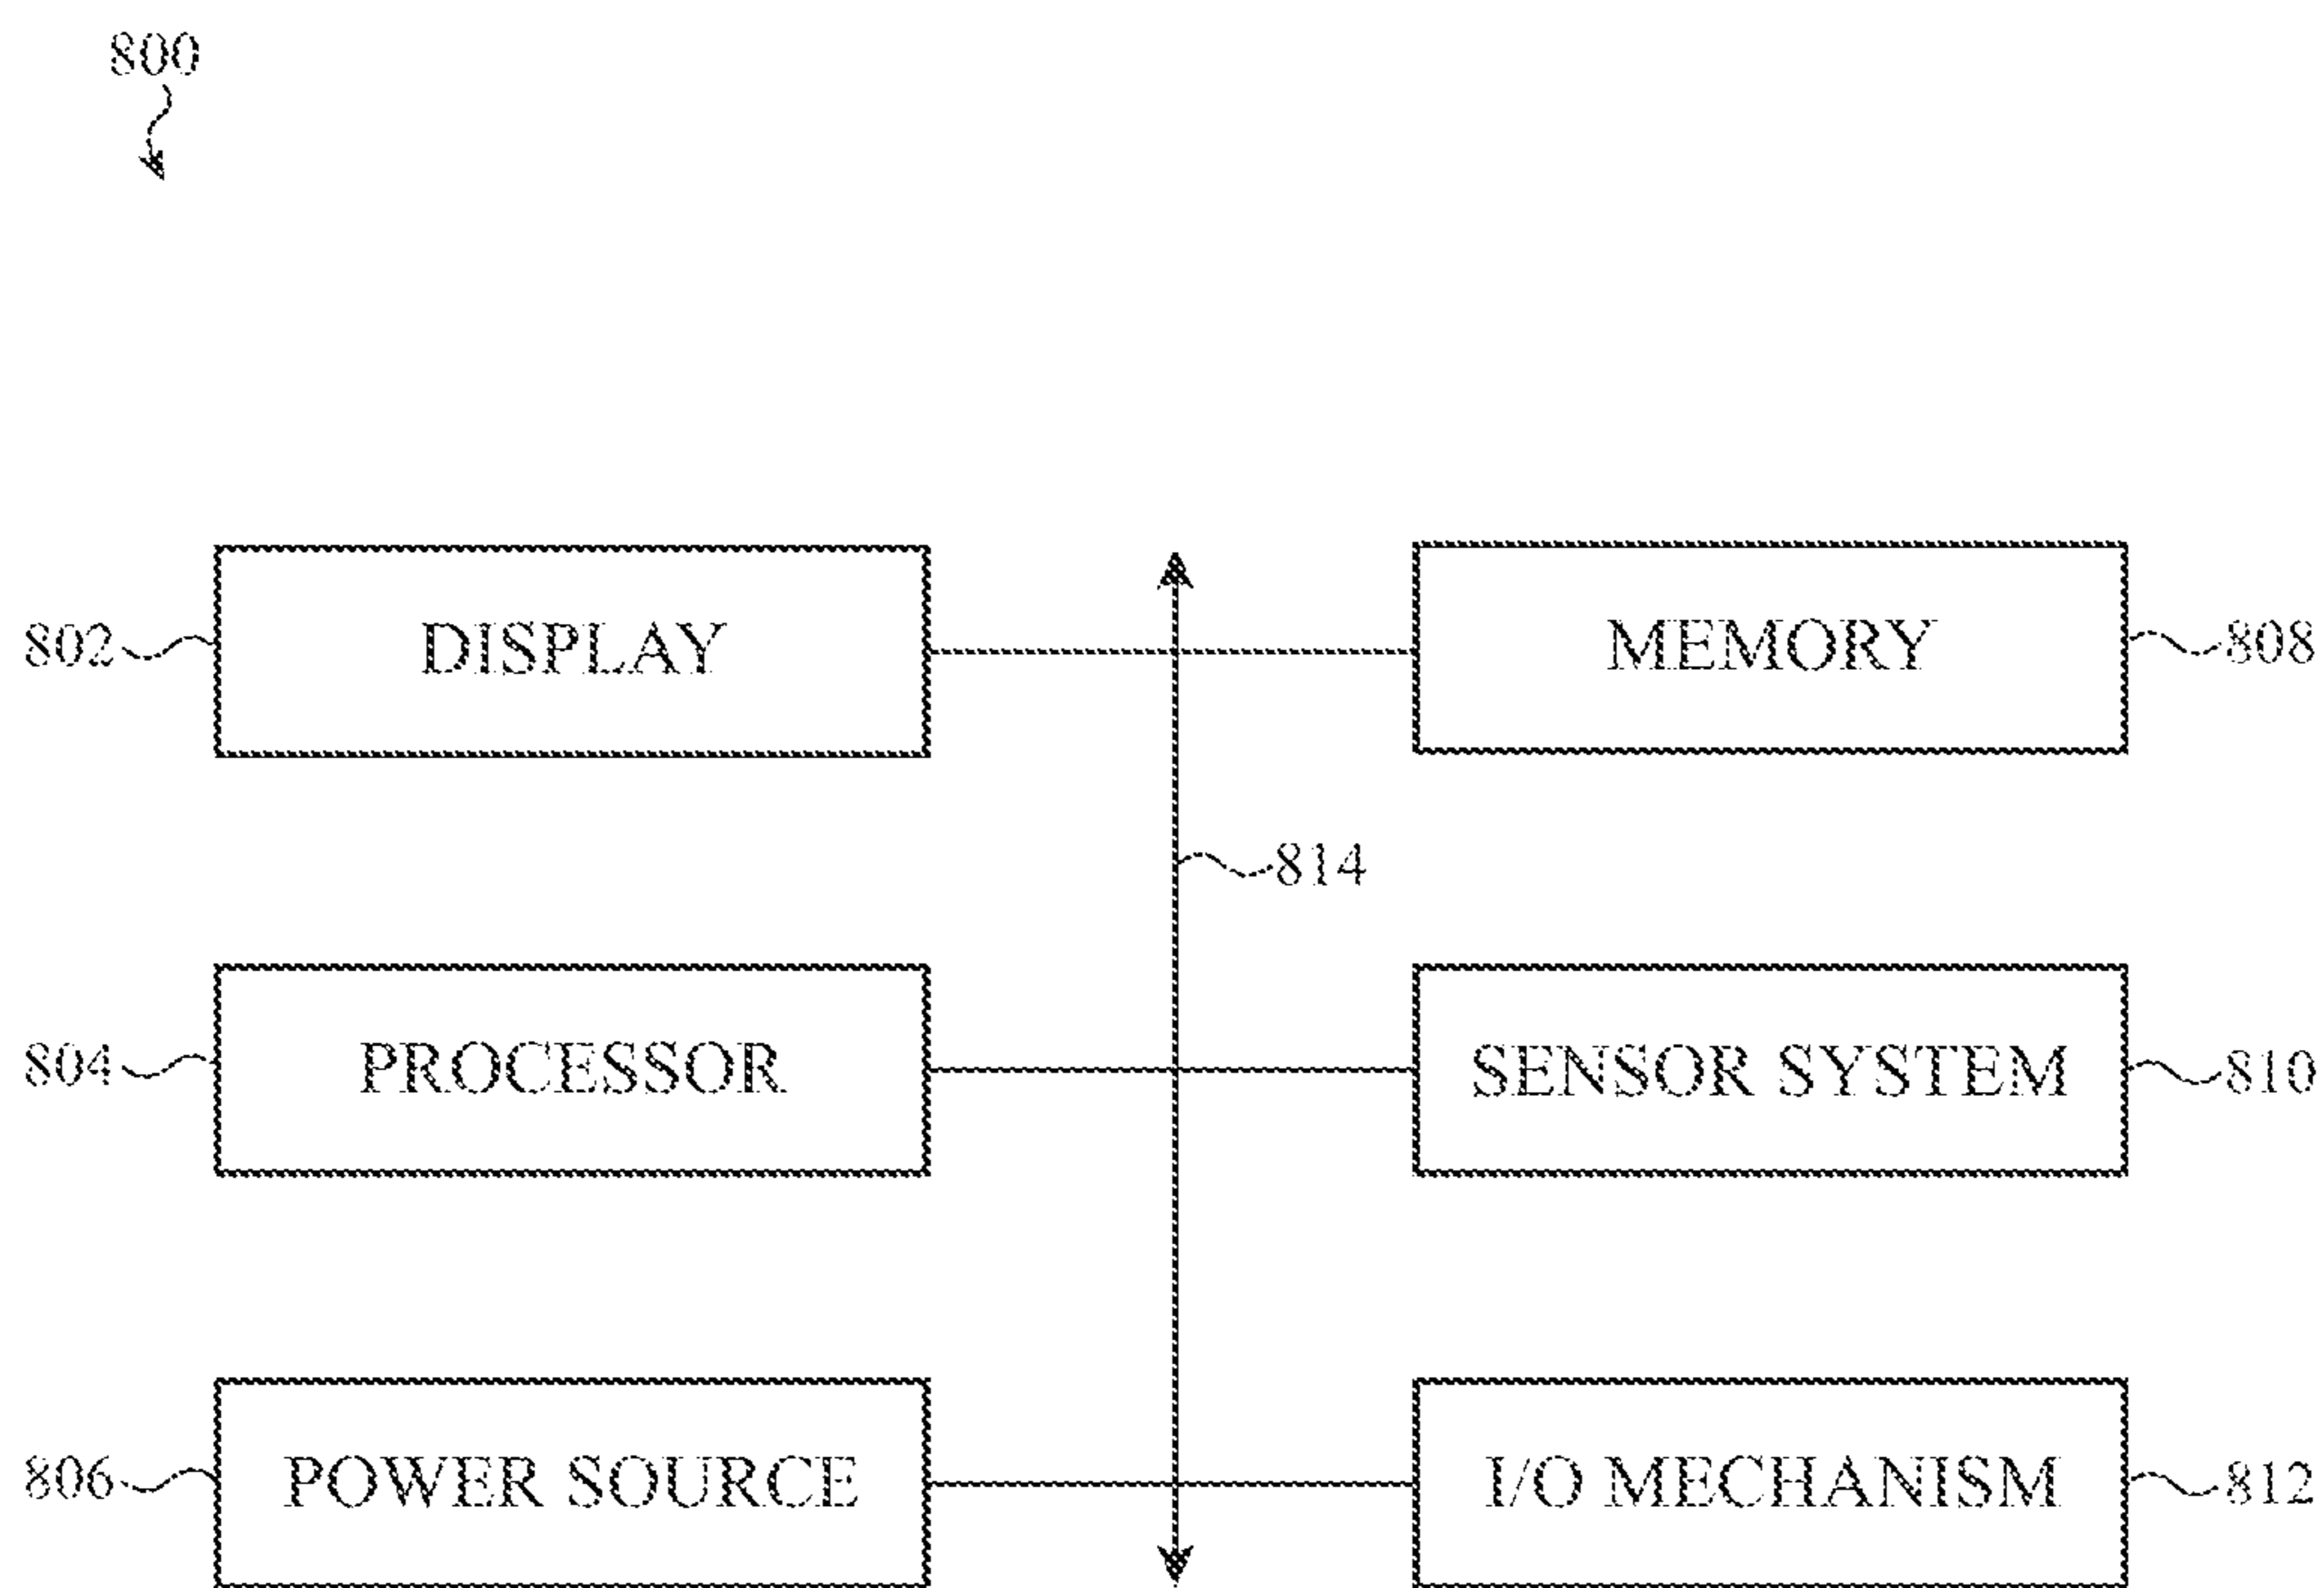 800
802 DISPLAY MEMORY 808
814
804 PROCESSOR SENSOR SYSTEM 810
806 POWER SOURCE I/O MECHANISM 812